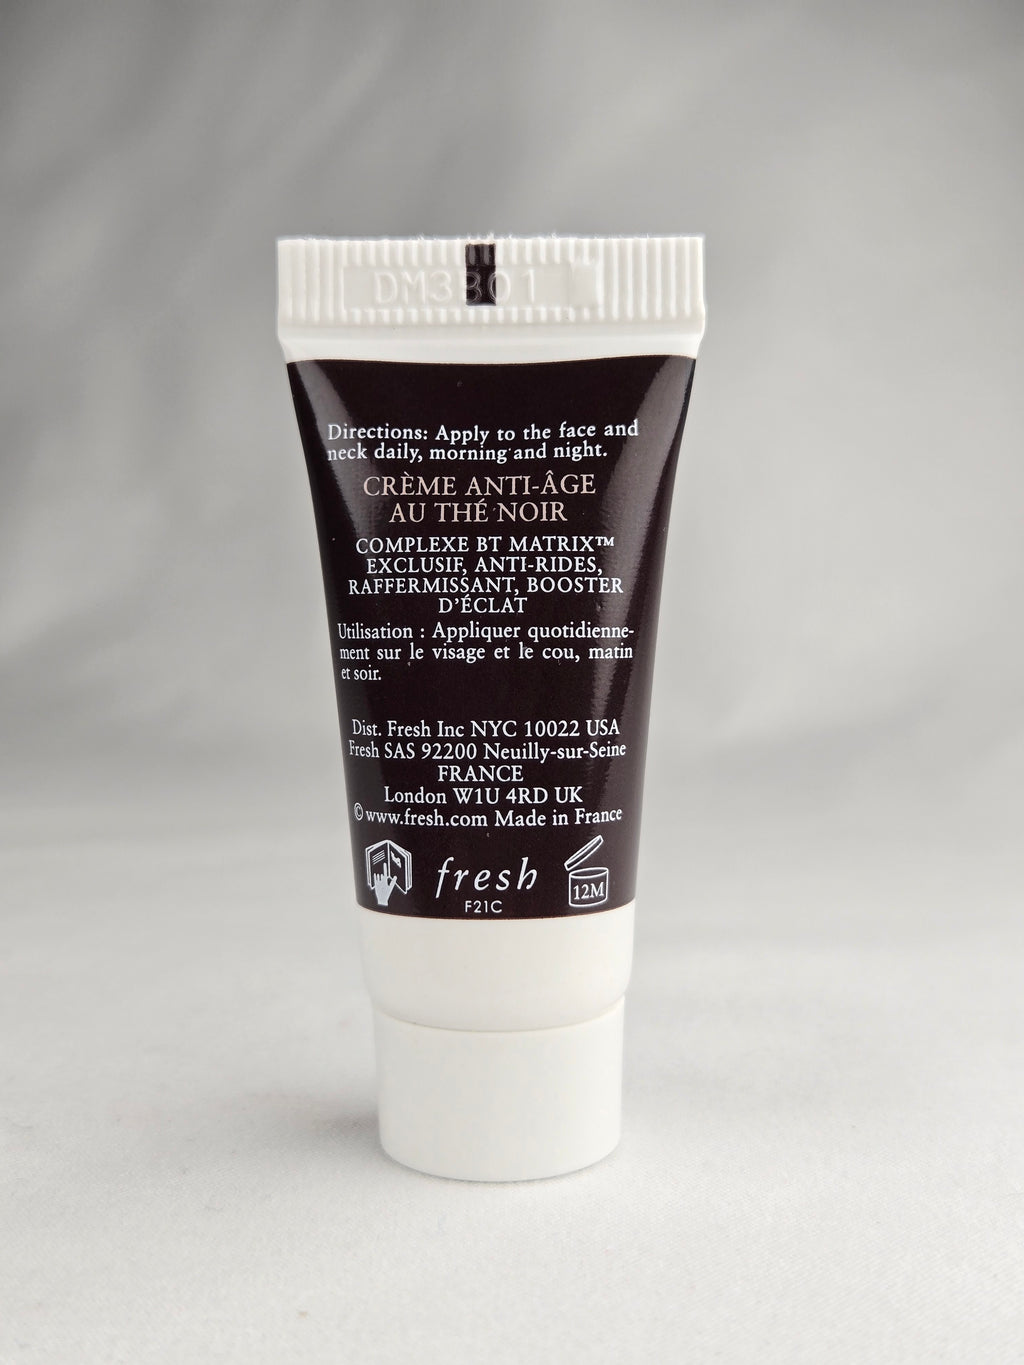 DM3B01
Directions: Apply to the face and
neck daily, morning and night.
CRÈME ANTI-ÂGE
AU THÉ NOIR
COMPLEXE BT MATRIX™
EXCLUSIF, ANTI-RIDES,
RAFFERMISSANT, BOOSTER
D'ÉCLAT
Utilisation : Appliquer quotidienne-
ment sur le visage et le cou, matin
et soir.
Dist. Fresh Inc NYC 10022 USA
Fresh SAS 92200 Neuilly-sur-Seine
FRANCE
London W1U 4RD UK
© www.fresh.com Made in France
fresh
12M
F21C